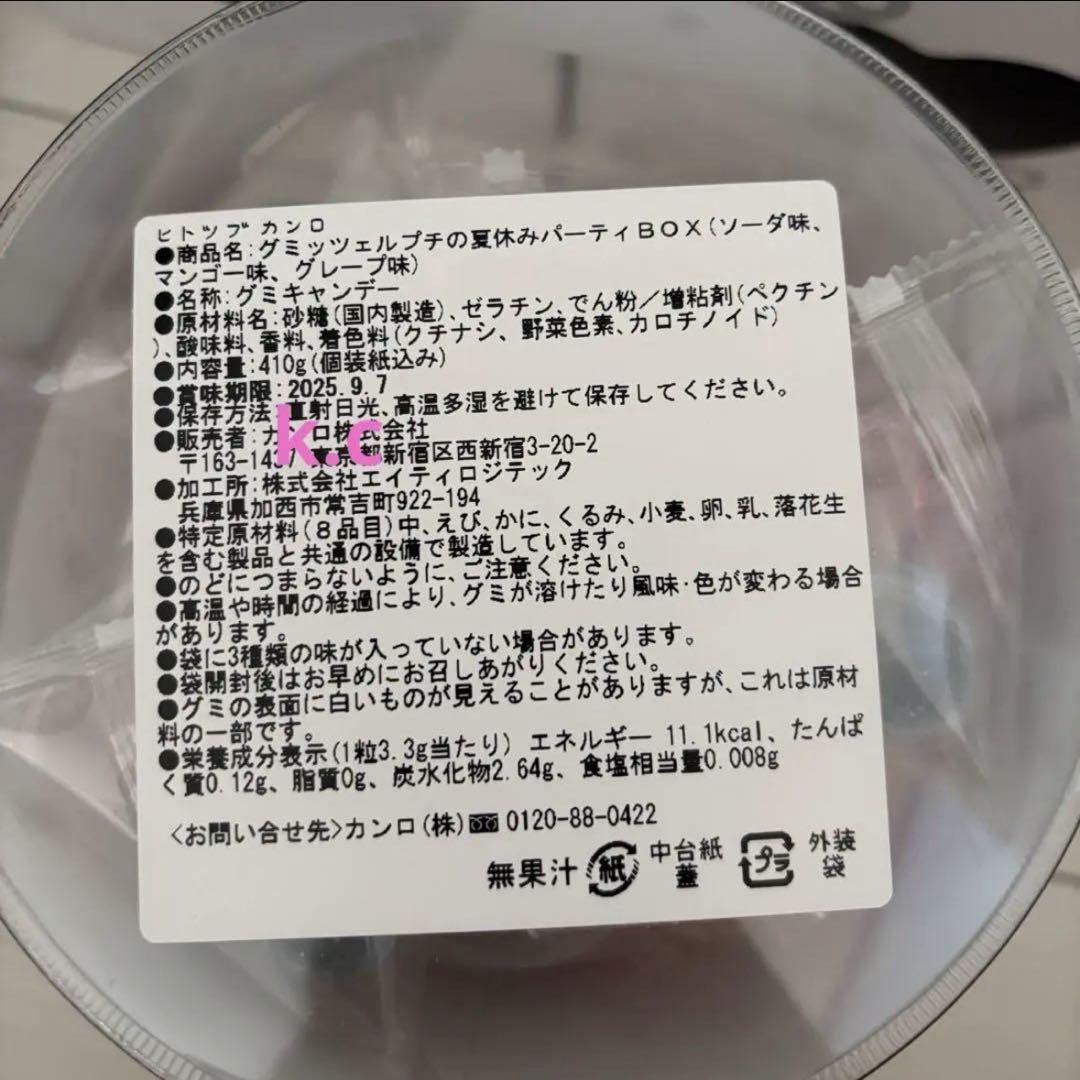 ヒトツブ カンロ
●商品名:グミッツェルプチの夏休みパーティBOX(ソーダ味、
マンゴー味、グレープ味)
●名称:グミキャンデー
●原材料名:砂糖(国内製造)、ゼラチン、でん粉/増粘剤(ペクチン
)、酸味料、香料、着色料(クチナシ、野菜色素、カロチノイド)
●内容量:410g(個装紙込み)
●賞味期限:2025.9.7
●保存方法:直射日光、高温多湿を避けて保存してください。
●販売者:カンロ株式会社
〒163-1437 東京都新宿区西新宿3-20-2
k.c
●加工所:株式会社エイティロジテック
兵庫県加西市常吉町922-194
●特定原材料(8品目)中、えび、かに、くるみ、小麦、卵、乳、落花生
を含む製品と共通の設備で製造しています。
●のどにつまらないように、ご注意ください。
●高温や時間の経過により、グミが溶けたり風味・色が変わる場合
があります。
●袋に3種類の味が入っていない場合があります。
●袋開封後はお早めにお召しあがりください。
●グミの表面に白いものが見えることがありますが、これは原材
料の一部です。
●栄養成分表示(1粒3.3g当たり) エネルギー 11.1kcal、たんぱ
く質0.12g、脂質0g、炭水化物2.64g、食塩相当量0.008g
<お問い合せ先>カンロ(株) 0120-88-0422
無果汁 紙 中台紙 プラ 外装
蓋 袋